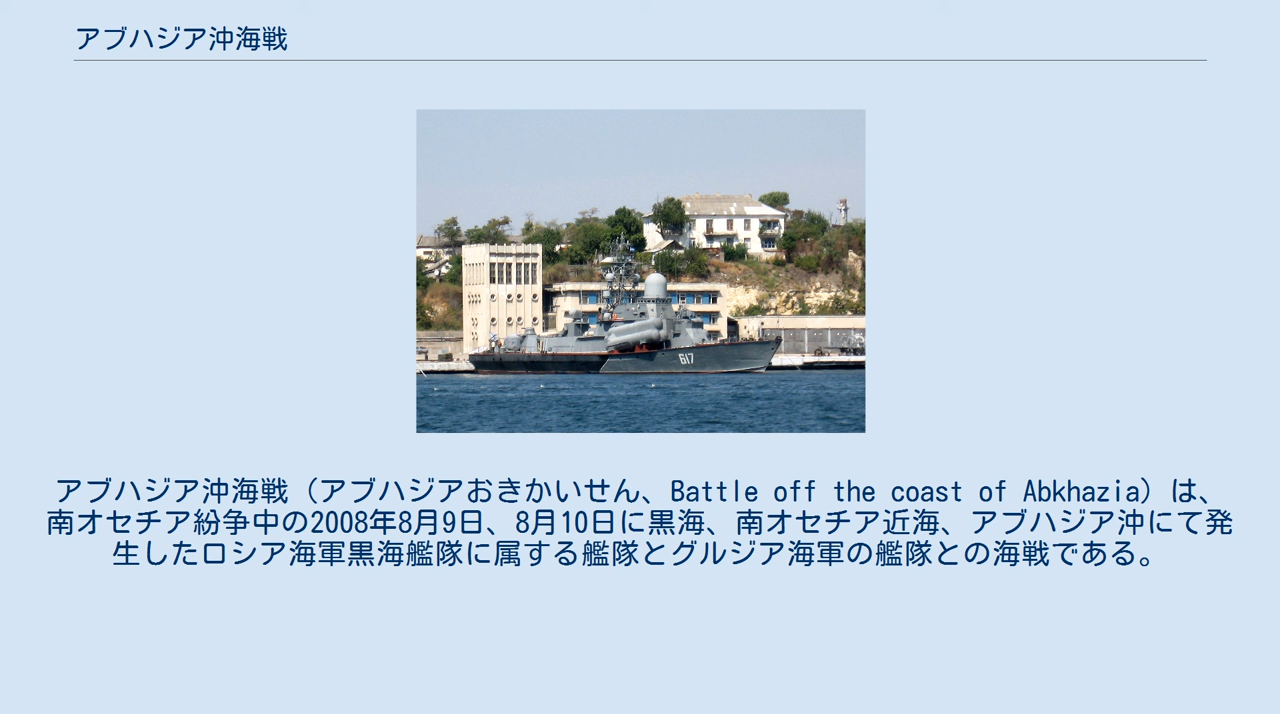 アブハジア沖海戦
617
アブハジア沖海戦（アブハジアおきかいせん、Battle off the coast of Abkhazia）は、
南オセチア紛争中の2008年8月9日、8月10日に黒海、南オセチア近海、アブハジア沖にて発
生したロシア海軍黒海艦隊に属する艦隊とグルジア海軍の艦隊との海戦である。